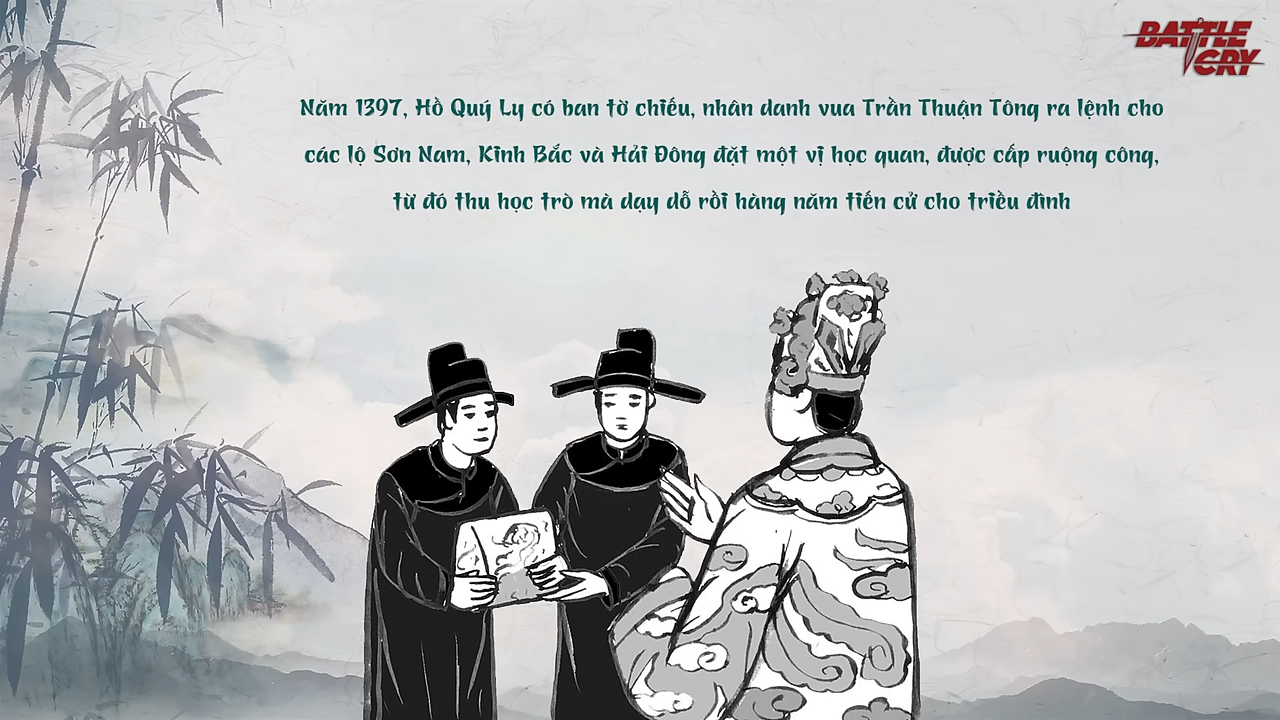 BATTLE
CRY
Năm 1397, Hồ Quý Ly có ban tờ chiếu, nhân danh vua Trần Thuận Tông ra lệnh cho
các lộ Sơn Nam, Kinh Bắc và Hải Đông đặt một vị học quan, được cấp ruộng công,
từ đó thu học trò mà dạy dỗ rồi hàng năm tiến cử cho triều đình